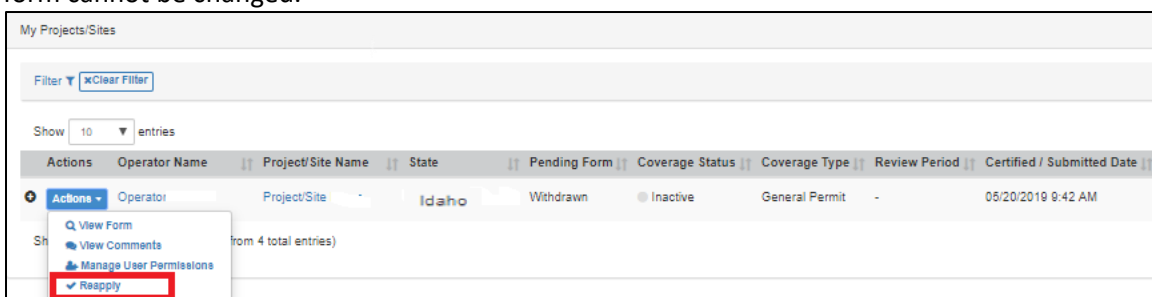 form cannot be changed.
My Projects/Sites
Filter xClear Filter
Show 10 entries
Actions Operator Name Project/Site Name State Pending Form Coverage Status Coverage Type Review Period Certified / Submitted Date
Actions Operator Project/Site Idaho Withdrawn Inactive General Permit - 05/20/2019 9:42 AM
View Form
Sh from 4 total entries)
View Comments
Manage User Permissions
Reapply